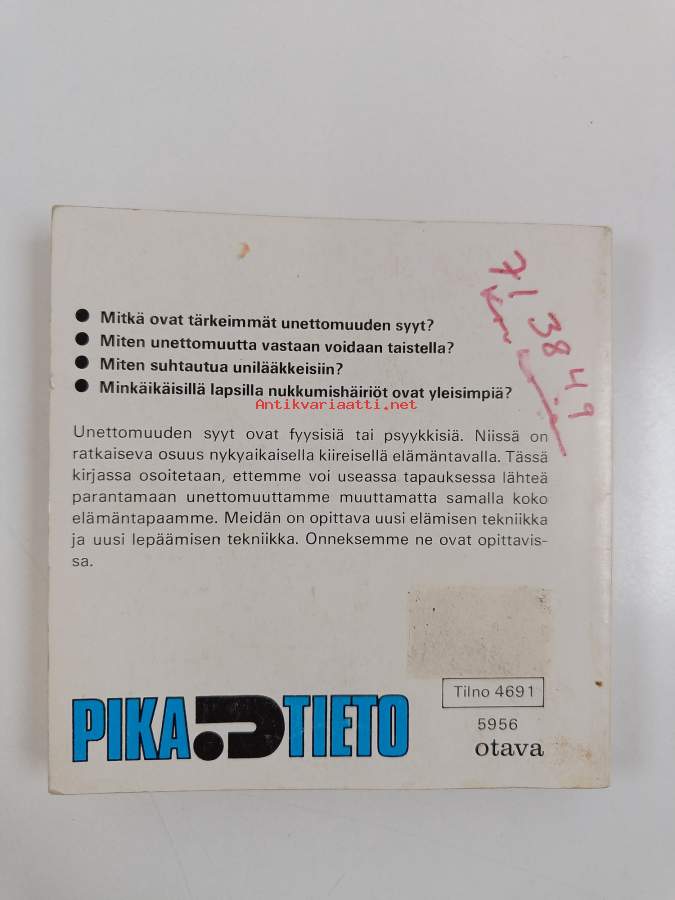 ● Mitkä ovat tärkeimmät unettomuuden syyt?
● Miten unettomuutta vastaan voidaan taistella?
● Miten suhtautua unilääkkeisiin?
● Minkäikäisillä lapsilla nukkumishäiriöt ovat yleisimpiä?
Antikvariaatti.net
Unettomuuden syyt ovat fyysisiä tai psyykkisiä. Niissä on
ratkaiseva osuus nykyaikaisella kiireisellä elämäntavalla. Tässä
kirjassa osoitetaan, ettemme voi useassa tapauksessa lähteä
parantamaan unettomuuttamme muuttamatta samalla koko
elämäntapaamme. Meidän on opittava uusi elämisen tekniikka
ja uusi lepäämisen tekniikka. Onneksemme ne ovat opittavis-
sa.
713849
PIKA TIETO
Tilno 4691
5956
otava